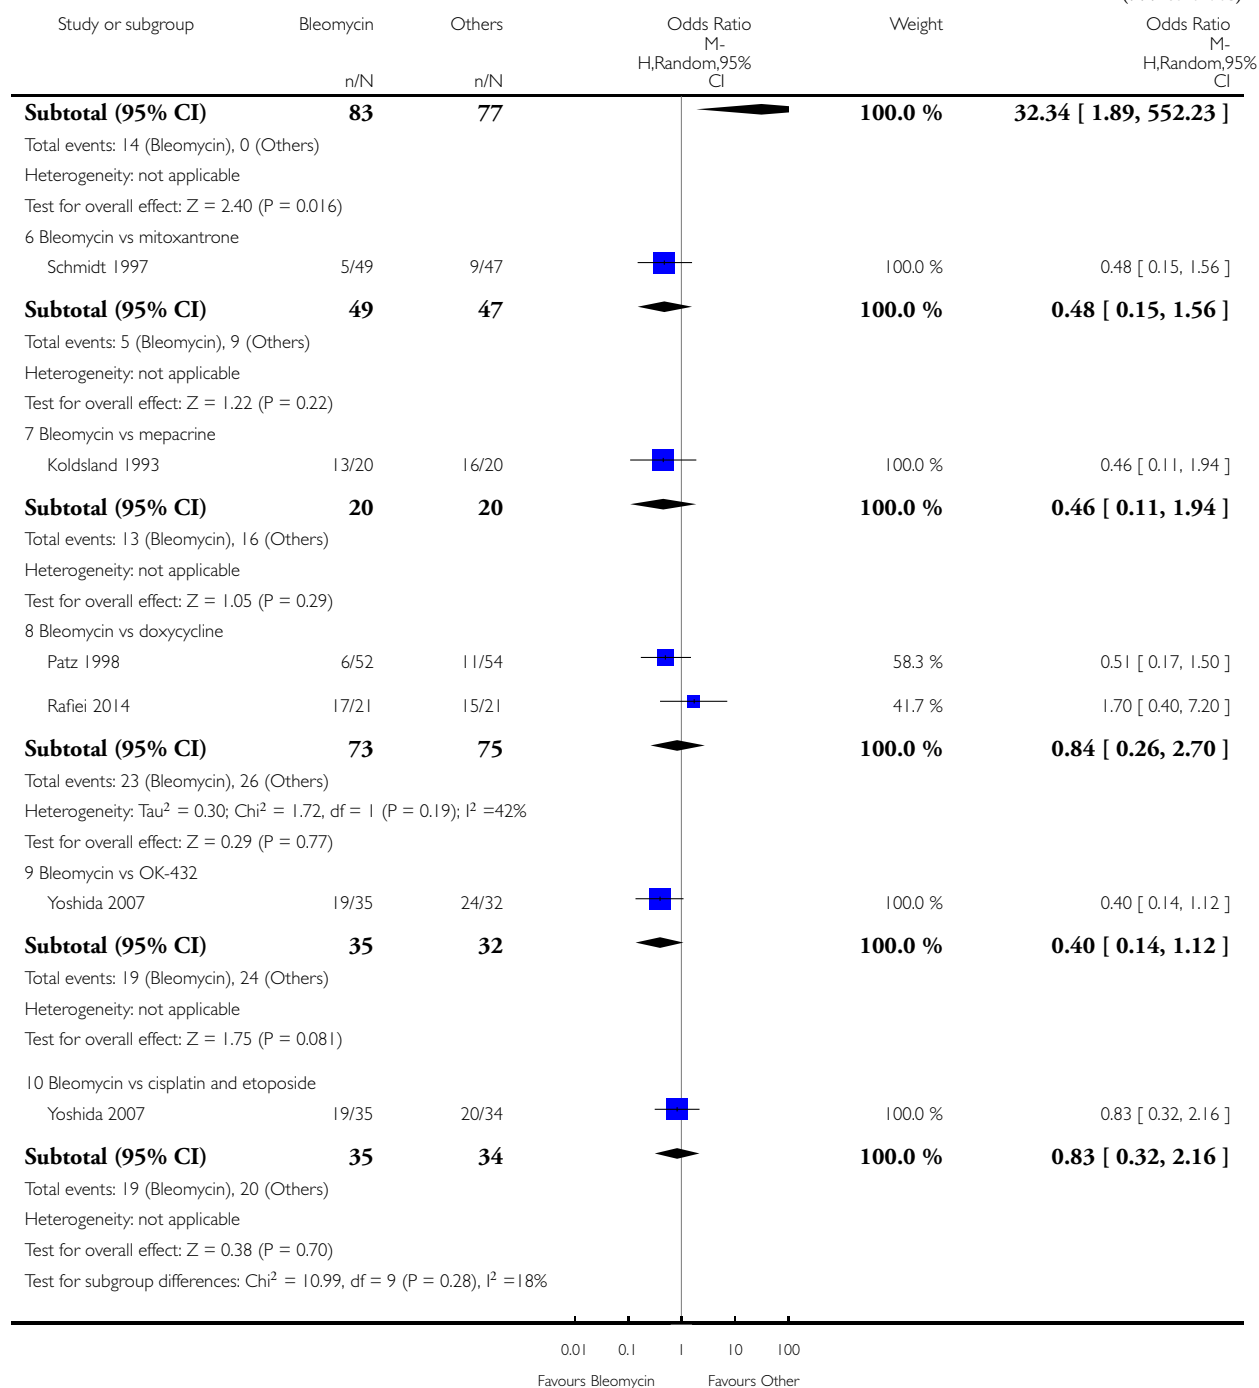 Study or subgroup Bleomycin Others Odds Ratio Weight Odds Ratio
M- M-
H,Random,95% H,Random,95%
n/N n/N CI CI
Subtotal (95% CI) 83 77 100.0 % 32.34 [ 1.89, 552.23 ]
Total events: 14 (Bleomycin), 0 (Others)
Heterogeneity: not applicable
Test for overall effect: Z = 2.40 (P = 0.016)
6 Bleomycin vs mitoxantrone
Schmidt 1997 5/49 9/47 100.0 % 0.48 [ 0.15, 1.56 ]
Subtotal (95% CI) 49 47 100.0 % 0.48 [ 0.15, 1.56 ]
Total events: 5 (Bleomycin), 9 (Others)
Heterogeneity: not applicable
Test for overall effect: Z = 1.22 (P = 0.22)
7 Bleomycin vs mepacrine
Koldsland 1993 13/20 16/20 100.0 % 0.46 [ 0.11, 1.94 ]
Subtotal (95% CI) 20 20 100.0 % 0.46 [ 0.11, 1.94 ]
Total events: 13 (Bleomycin), 16 (Others)
Heterogeneity: not applicable
Test for overall effect: Z = 1.05 (P = 0.29)
8 Bleomycin vs doxycycline
Patz 1998 6/52 11/54 58.3 % 0.51 [ 0.17, 1.50 ]
Rafiei 2014 17/21 15/21 41.7 % 1.70 [ 0.40, 7.20 ]
Subtotal (95% CI) 73 75 100.0 % 0.84 [ 0.26, 2.70 ]
Total events: 23 (Bleomycin), 26 (Others)
Heterogeneity: Tau² = 0.30; Chi² = 1.72, df = 1 (P = 0.19); I² =42%
Test for overall effect: Z = 0.29 (P = 0.77)
9 Bleomycin vs OK-432
Yoshida 2007 19/35 24/32 100.0 % 0.40 [ 0.14, 1.12 ]
Subtotal (95% CI) 35 32 100.0 % 0.40 [ 0.14, 1.12 ]
Total events: 19 (Bleomycin), 24 (Others)
Heterogeneity: not applicable
Test for overall effect: Z = 1.75 (P = 0.081)
10 Bleomycin vs cisplatin and etoposide
Yoshida 2007 19/35 20/34 100.0 % 0.83 [ 0.32, 2.16 ]
Subtotal (95% CI) 35 34 100.0 % 0.83 [ 0.32, 2.16 ]
Total events: 19 (Bleomycin), 20 (Others)
Heterogeneity: not applicable
Test for overall effect: Z = 0.38 (P = 0.70)
Test for subgroup differences: Chi² = 10.99, df = 9 (P = 0.28), I² =18%
0.01 0.1 1 10 100
Favours Bleomycin Favours Other